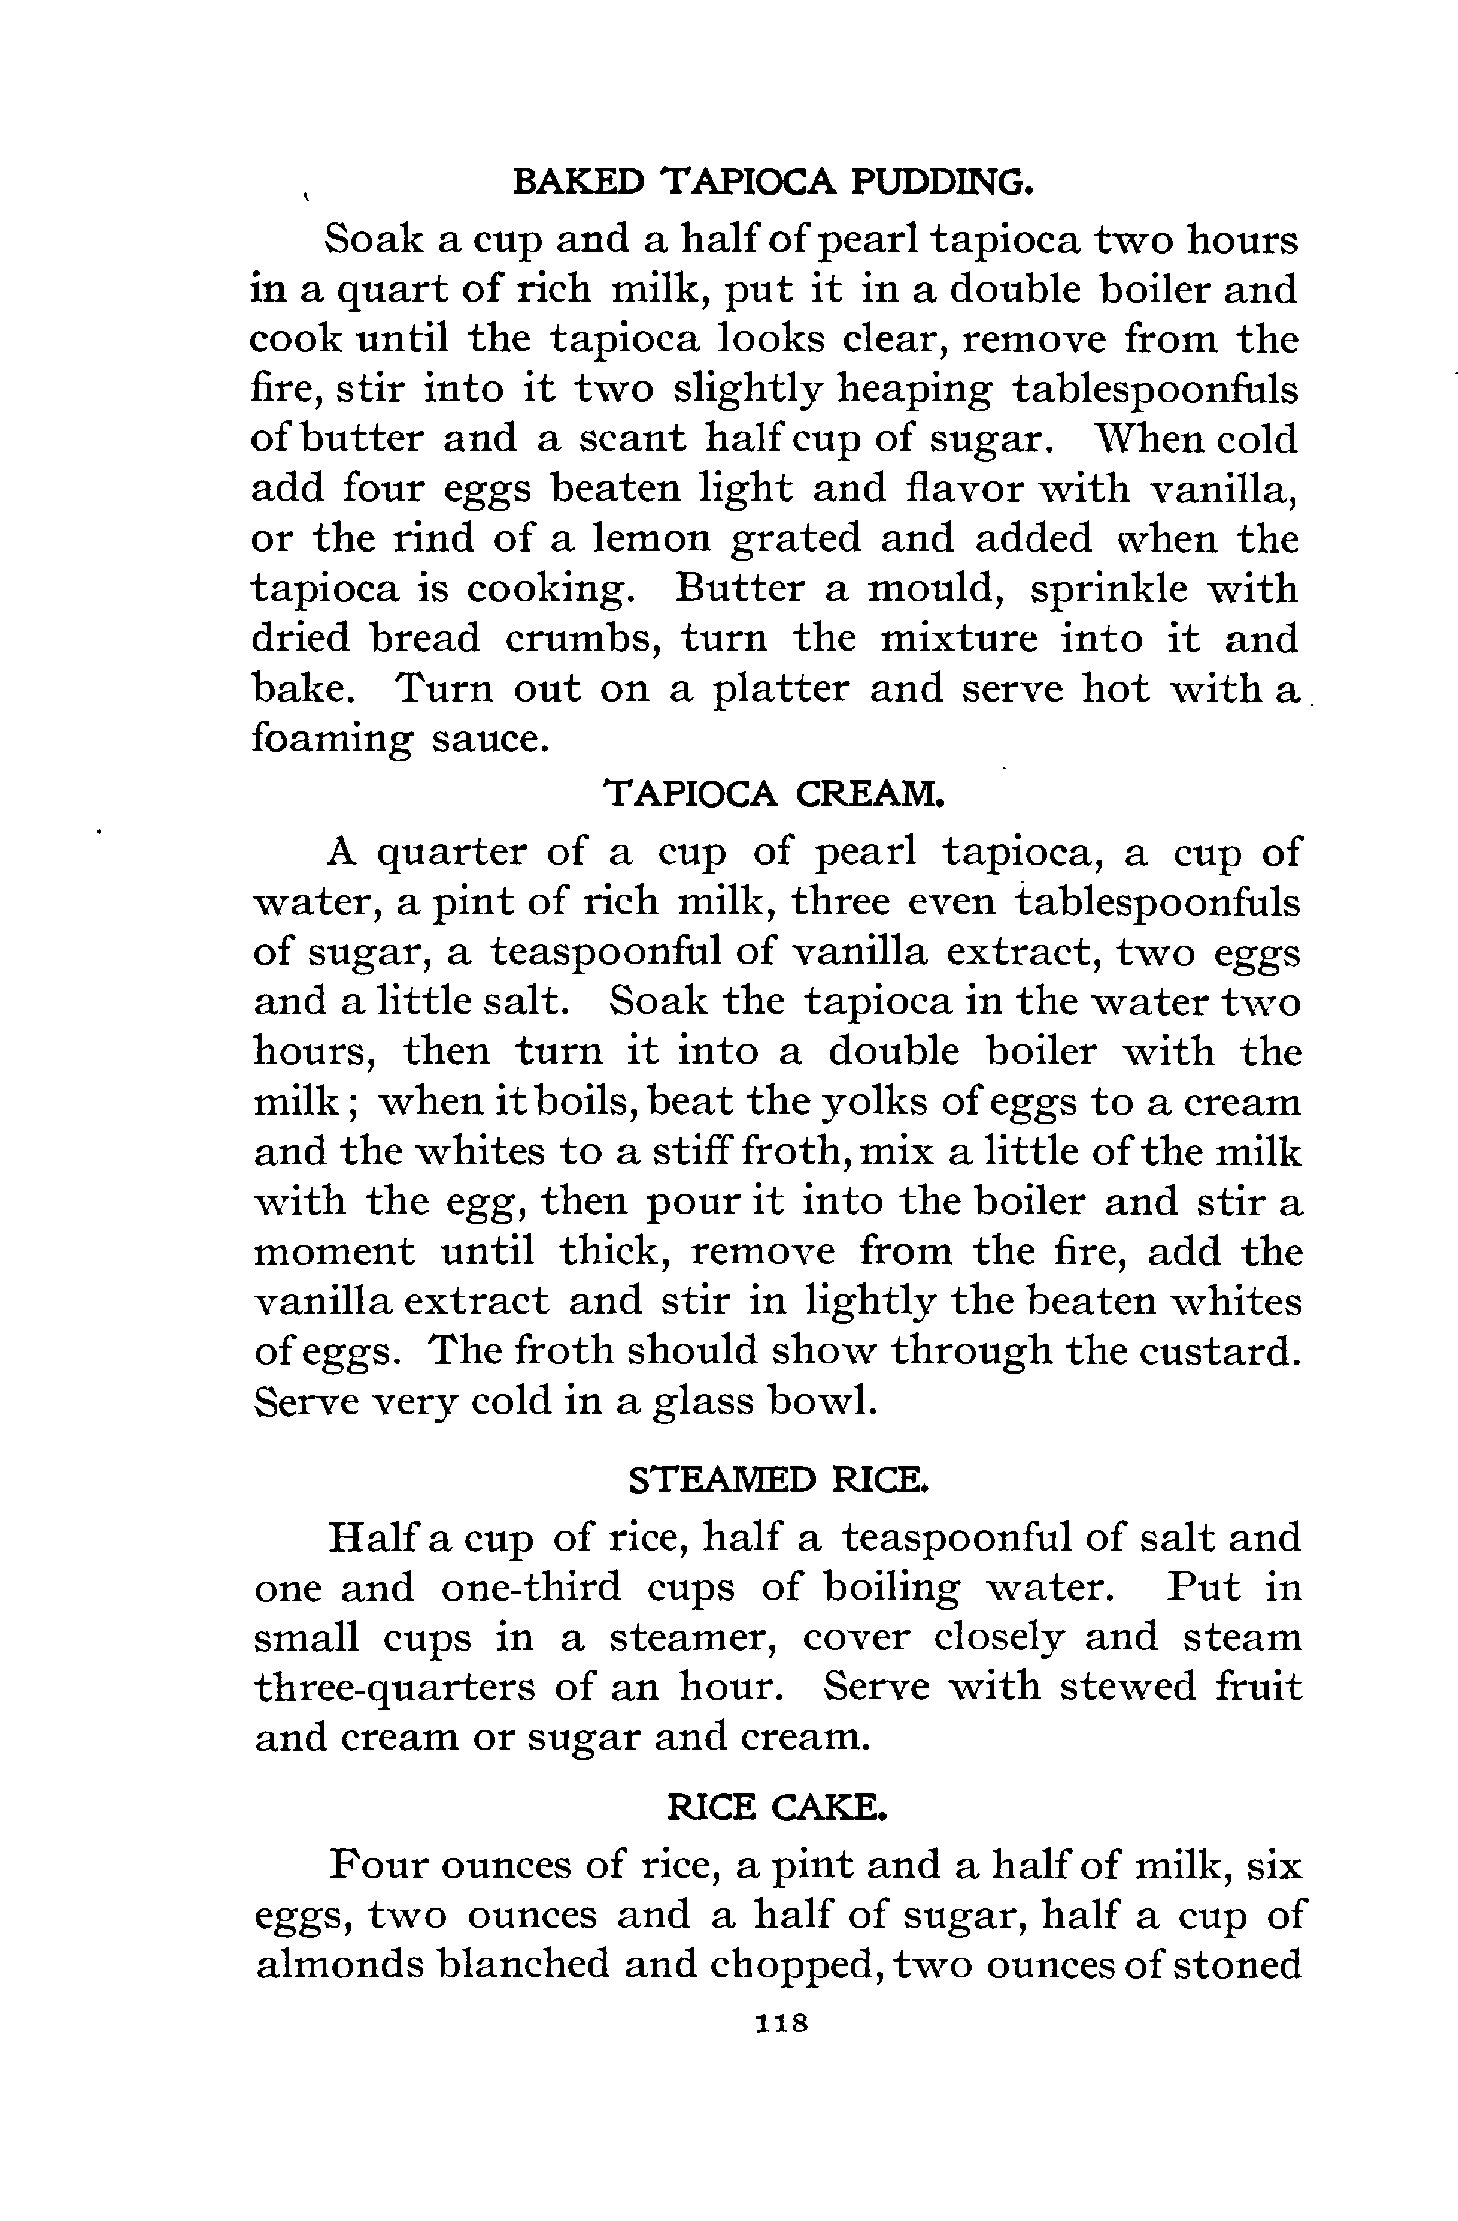 BAKED TAPIOCA PUDDING.
Soak a cup and a half of pearl tapioca two hours
in a quart of rich milk, put it in a double boiler and
cook until the tapioca looks clear, remove from the
fire, stir into it two slightly heaping tablespoonfuls
of butter and a scant half cup of sugar. When cold
add four eggs beaten light and flavor with vanilla,
or the rind of a lemon grated and added when the
tapioca is cooking. Butter a mould, sprinkle with
dried bread crumbs, turn the mixture into it and
bake. Turn out on a platter and serve hot with a
foaming sauce.
TAPIOCA CREAM.
A quarter of a cup of pearl tapioca, a cup of
water, a pint of rich milk, three even tablespoonfuls
of sugar, a teaspoonful of vanilla extract, two eggs
and a little salt. Soak the tapioca in the water two
hours, then turn it into a double boiler with the
milk; when it boils, beat the yolks of eggs to a cream
and the whites to a stiff froth, mix a little of the milk
with the egg, then pour it into the boiler and stir a
moment until thick, remove from the fire, add the
vanilla extract and stir in lightly the beaten whites
of eggs. The froth should show through the custard.
Serve very cold in a glass bowl.
STEAMED RICE.
Half a cup of rice, half a teaspoonful of salt and
one and one-third cups of boiling water. Put in
small cups in a steamer, cover closely and steam
three-quarters of an hour. Serve with stewed fruit
and cream or sugar and cream.
RICE CAKE.
Four ounces of rice, a pint and a half of milk, six
eggs, two ounces and a half of sugar, half a cup of
almonds blanched and chopped, two ounces of stoned
118